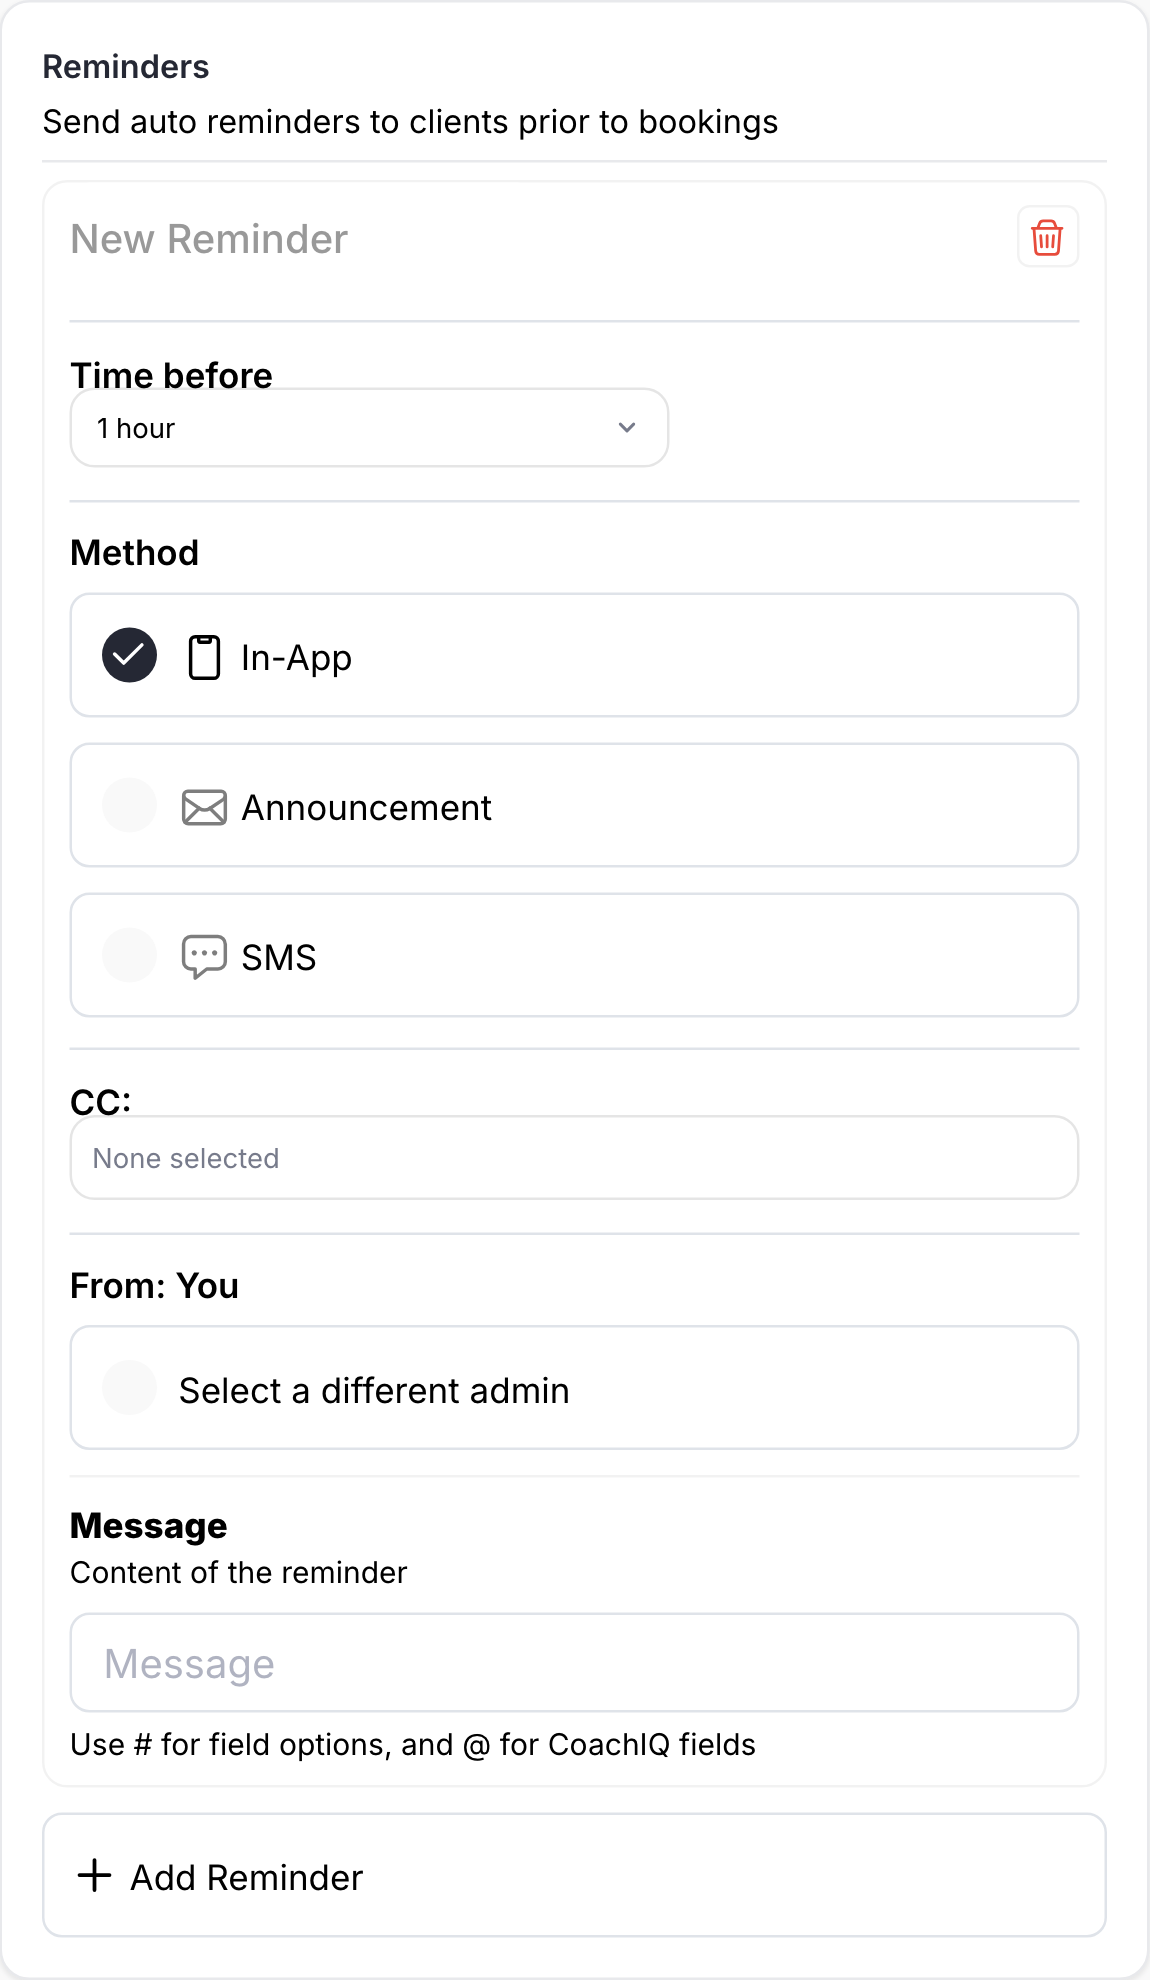 Reminders
Send auto reminders to clients prior to bookings
New Reminder
Time before
1 hour
Method
In-App
Announcement
SMS
CC:
None selected
From: You
Select a different admin
Message
Content of the reminder
Message
Use # for field options, and @ for CoachIQ fields
Add Reminder